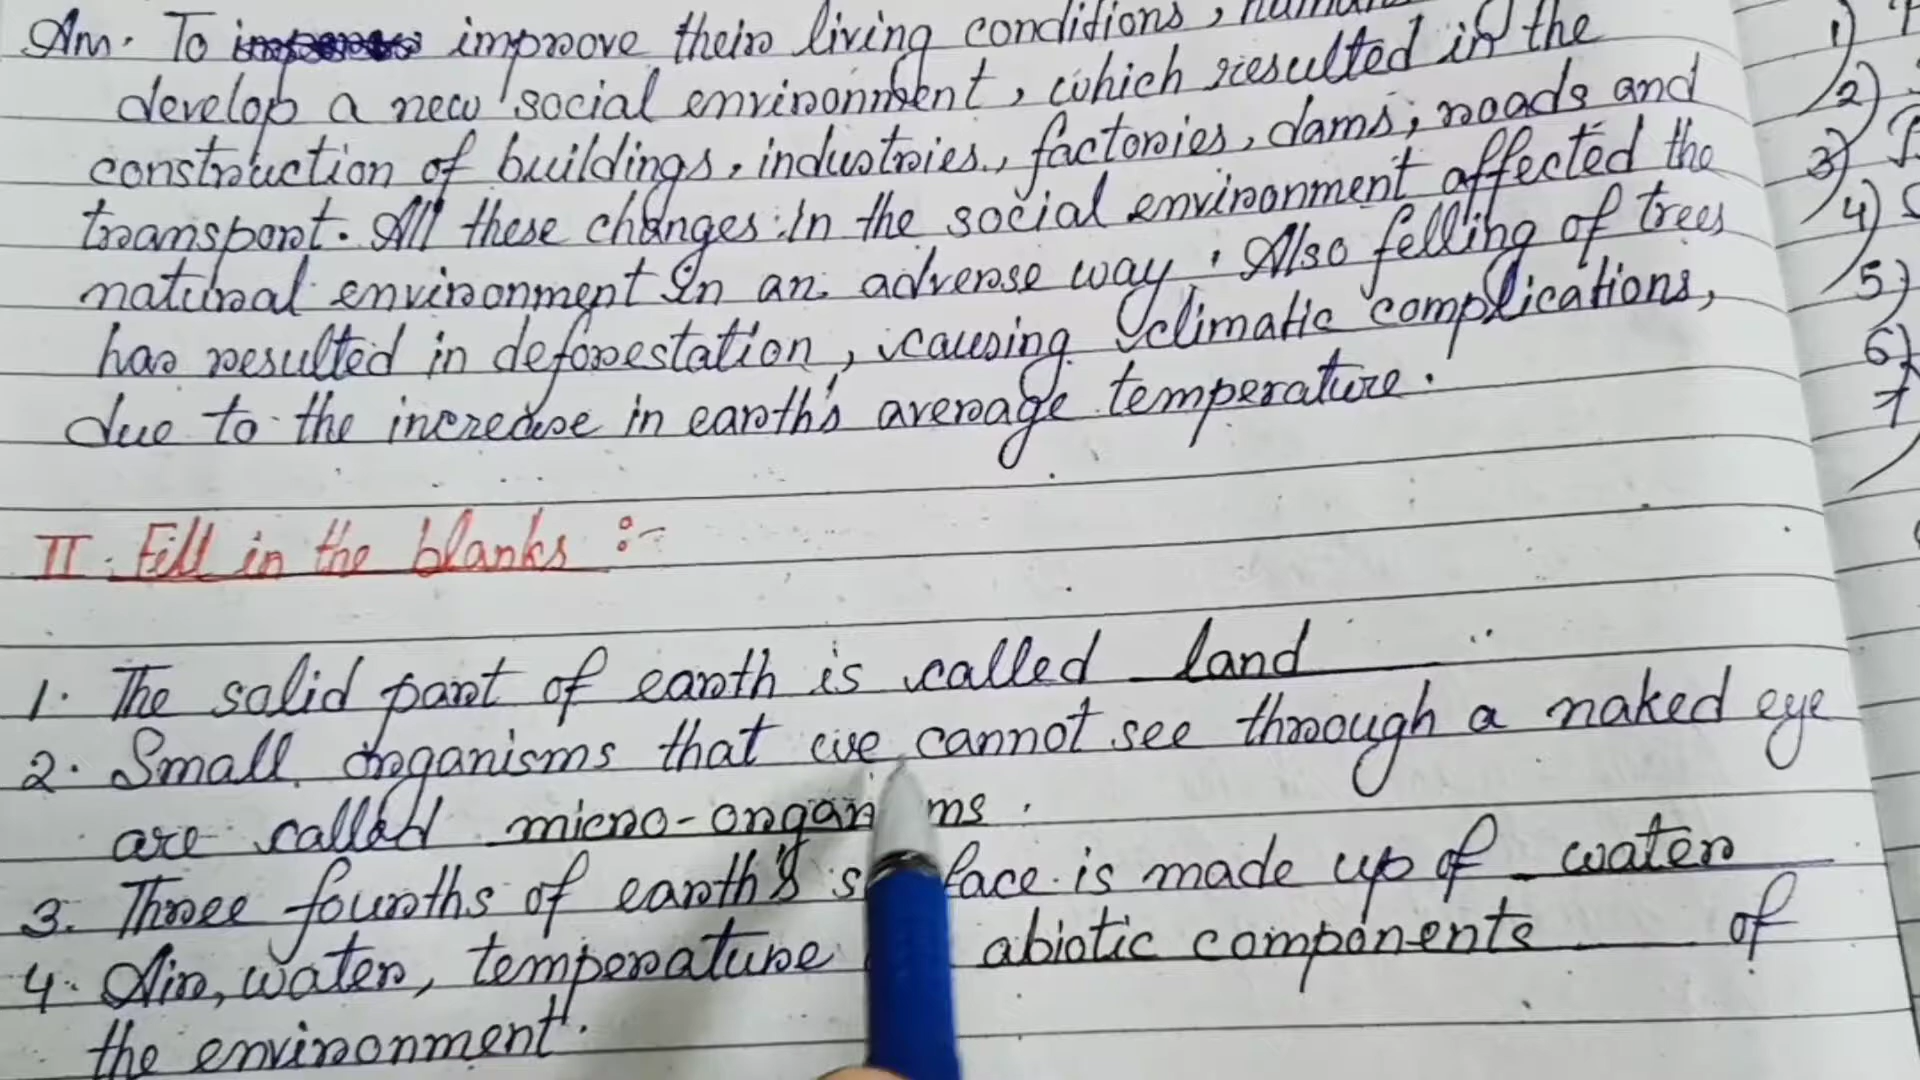 Ans. To improve their living conditions,
develop a new social environment, which resulted in the
construction of buildings, industries, factories, dams, roads and
transport. All these changes in the social environment affected the
natural environment in an adverse way. Also felling of trees
has resulted in deforestation, causing climatic complications,
due to the increase in earth's average temperature.
II. Fill in the blanks :-
1. The solid part of earth is called land
2. Small organisms that we cannot see through a naked eye
are called micro-organisms.
3. Three fourths of earth's surface is made up of water
4. Air, water, temperature abiotic components of
the environment.
1)
2)
3)
4)
5)
6)
7